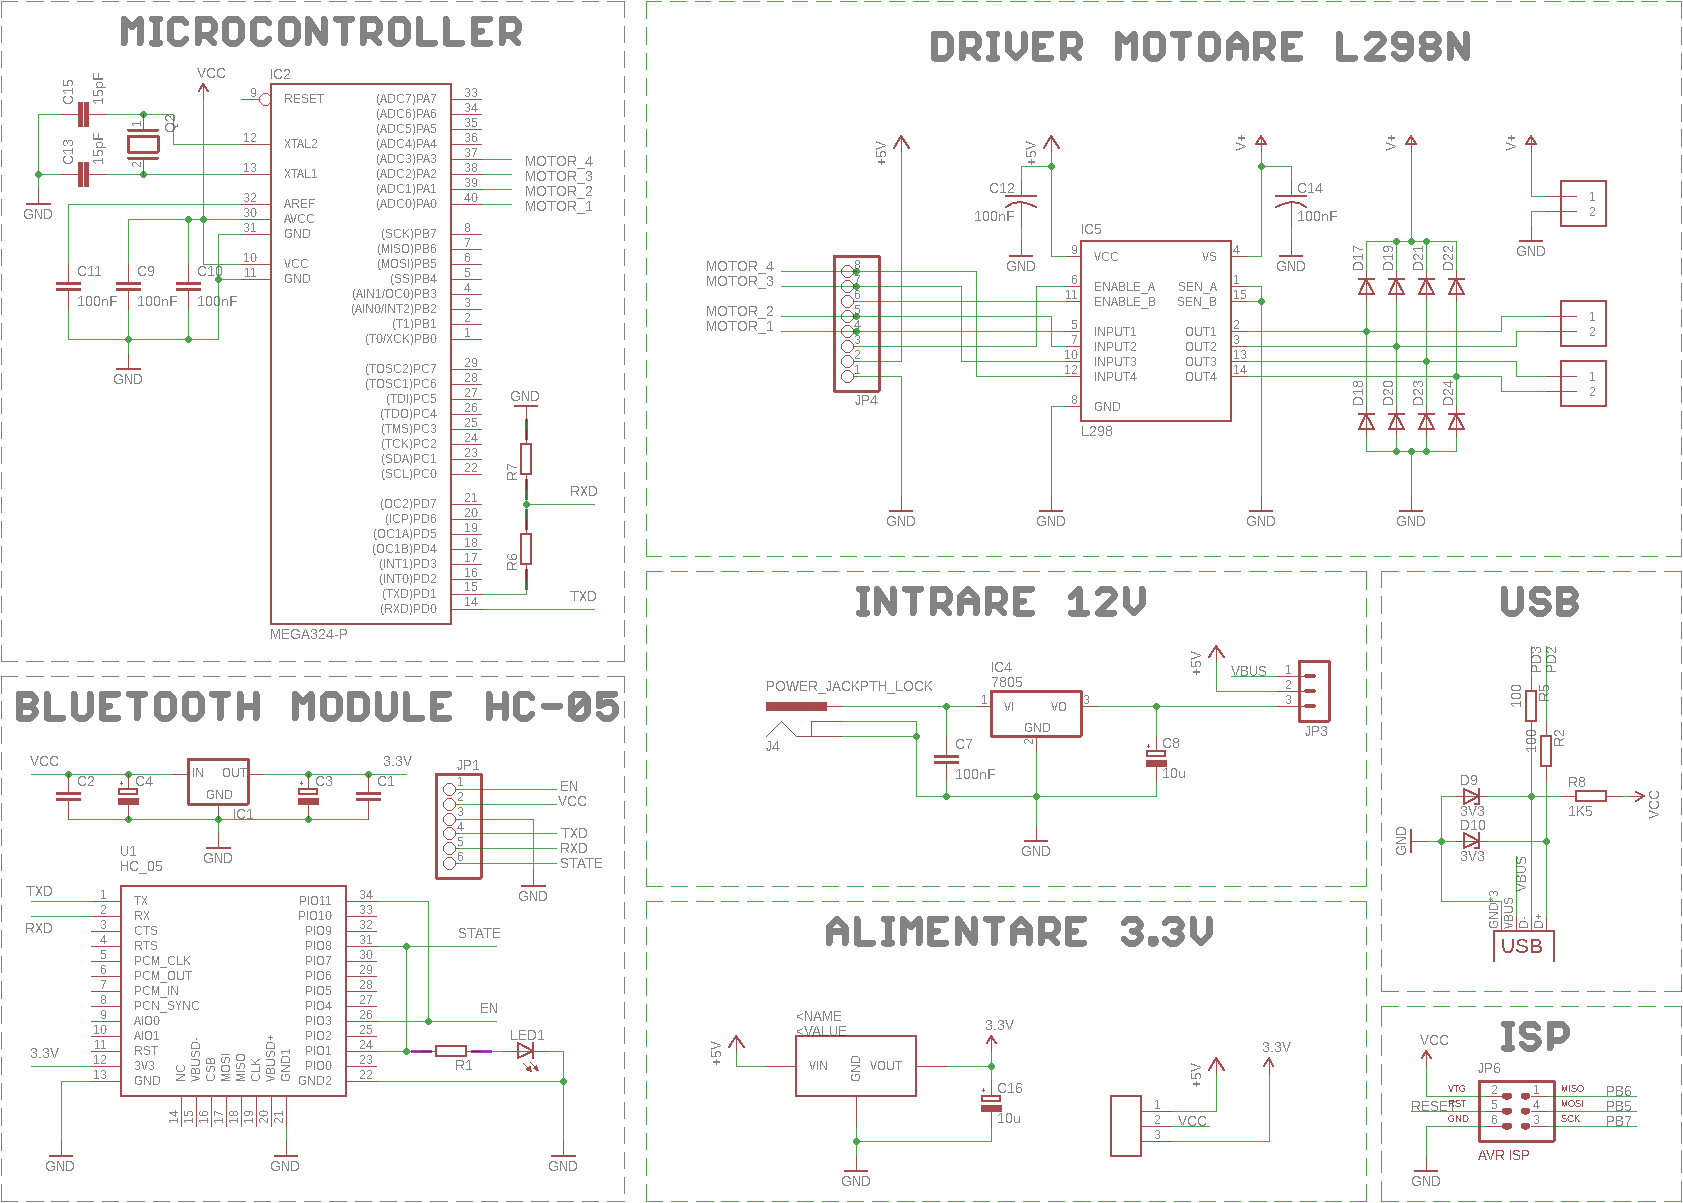 MICROCONTROLLER
VCC
IC2
C15
15pF
C13
15pF
Q2
1
2
GND
9 RESET
12 XTAL2
13 XTAL1
32 AREF
30 AVCC
31 GND
10 VCC
11 GND
C11
100nF
C9
100nF
C10
100nF
GND
(ADC7)PA7 33
(ADC6)PA6 34
(ADC5)PA5 35
(ADC4)PA4 36
(ADC3)PA3 37 MOTOR_4
(ADC2)PA2 38 MOTOR_3
(ADC1)PA1 39 MOTOR_2
(ADC0)PA0 40 MOTOR_1
(SCK)PB7 8
(MISO)PB6 7
(MOSI)PB5 6
(SS)PB4 5
(AIN1/OC0)PB3 4
(AIN0/INT2)PB2 3
(T1)PB1 2
(T0/XCK)PB0 1
(TOSC2)PC7 29
(TOSC1)PC6 28
(TDI)PC5 27
(TDO)PC4 26
(TMS)PC3 25
(TCK)PC2 24
(SDA)PC1 23
(SCL)PC0 22
(OC2)PD7 21
(ICP)PD6 20
(OC1A)PD5 19
(OC1B)PD4 18
(INT1)PD3 17
(INT0)PD2 16
(TXD)PD1 15
(RXD)PD0 14
GND
R7
RXD
R6
TXD
MEGA324-P
DRIVER MOTOARE L298N
+5V
+5V
V+
V+
V+
C12
100nF
GND
C14
100nF
GND
1
2
GND
IC5
9 VCC
6 ENABLE_A
11 ENABLE_B
5 INPUT1
7 INPUT2
10 INPUT3
12 INPUT4
8 GND
VS 4
SEN_A 1
SEN_B 15
OUT1 2
OUT2 3
OUT3 13
OUT4 14
L298
MOTOR_4
MOTOR_3
MOTOR_2
MOTOR_1
8
7
6
5
4
3
2
1
JP4
D17
D19
D21
D22
D18
D20
D23
D24
1
2
1
2
GND
GND
GND
GND
BLUETOOTH MODULE HC-05
VCC
C2
C4
IN OUT
GND
IC1
C3
C1
3.3V
GND
JP1
1 EN
2 VCC
3
4 TXD
5 RXD
6 STATE
GND
U1
HC_05
TXD
RXD
3.3V
1 TX
2 RX
3 CTS
4 RTS
5 PCM_CLK
6 PCM_OUT
7 PCM_IN
8 PCN_SYNC
9 AIO0
10 AIO1
11 RST
12 3V3
13 GND
14 NC
15 VBUSD-
16 CSB
17 MOSI
18 MISO
19 CLK
20 VBUSD+
21 GND1
PIO11 34
PIO10 33
PIO9 32
PIO8 31
PIO7 30
PIO6 29
PIO5 28
PIO4 27
PIO3 26
PIO2 25
PIO1 24
PIO0 23
GND2 22
STATE
EN
LED1
R1
GND
GND
GND
INTRARE 12V
POWER_JACKPTH_LOCK
J4
IC4
7805
1 VI
VO 3
GND
2
C7
100nF
C8
10u
GND
+5V
VBUS
1
2
3
JP3
USB
PD3
PD2
100
R5
100
R2
D9
3V3
D10
3V3
R8
1K5
VCC
GND
VBUS
GND*3
VBUS
D-
D+
USB
ALIMENTARE 3.3V
+5V
<NAME
<VALUE
VIN
GND
VOUT
3.3V
C16
10u
GND
+5V
3.3V
1
2 VCC
3
ISP
VCC
JP6
VTG 2 1 MISO PB6
RESET RST 5 4 MOSI PB5
GND 6 3 SCK PB7
AVR ISP
GND